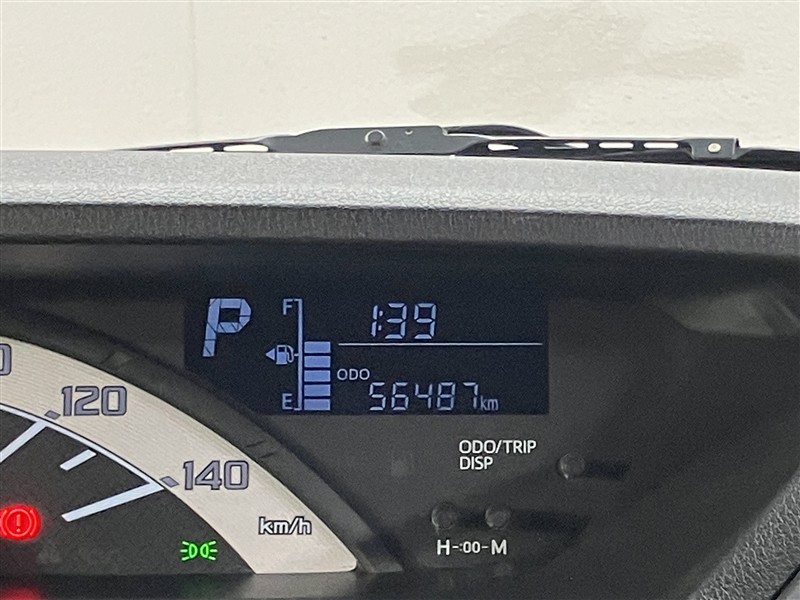 P
F
1:39
ODO
56487km
E
120
140
km/h
ODO/TRIP
DISP
H-:00-M